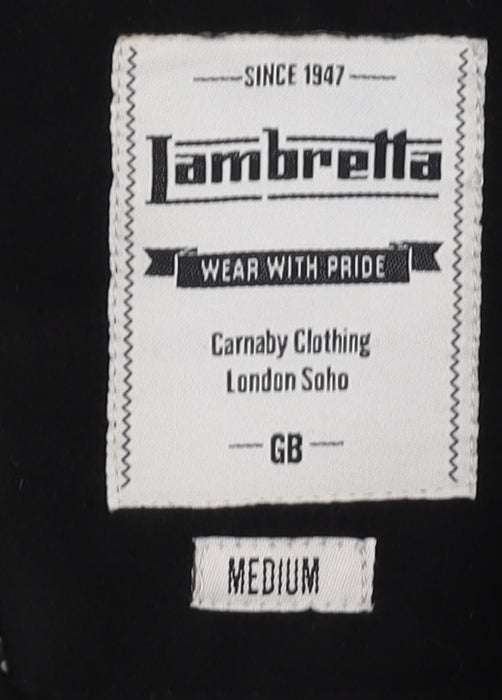 SINCE 1947
Lambretta
WEAR WITH PRIDE
Carnaby Clothing
London Soho
GB
MEDIUM